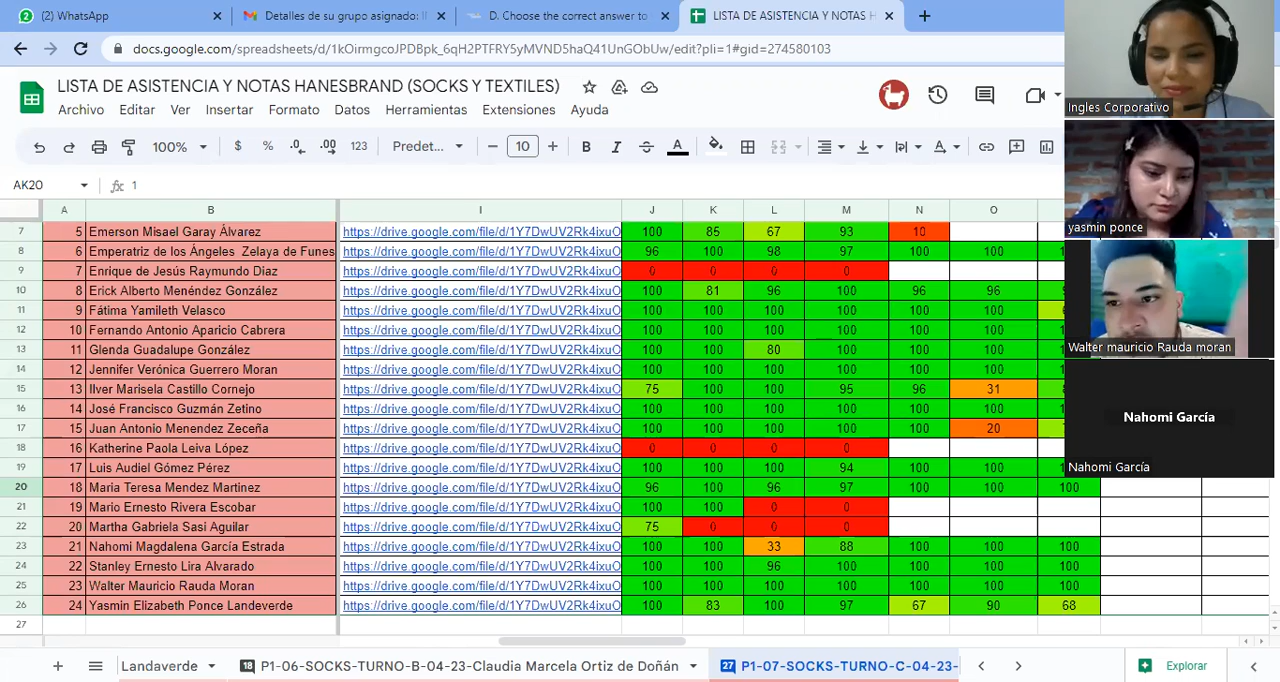 2 (2) WhatsApp
Detalles de su grupo asignado: II
D. Choose the correct answer to
LISTA DE ASISTENCIA Y NOTAS H
docs.google.com/spreadsheets/d/1kOirmgcoJPDBpk_6qH2PTFRY5yMVND5haQ41UnGObUw/edit?pli=1#gid=274580103
LISTA DE ASISTENCIA Y NOTAS HANESBRAND (SOCKS Y TEXTILES)
Archivo Editar Ver Insertar Formato Datos Herramientas Extensiones Ayuda
100% $ % .0 .00 123 Predet... 10 B I A
AK20 fx 1
A B I J K L M N O
7 5 Emerson Misael Garay Álvarez https://drive.google.com/file/d/1Y7DwUV2Rk4ixuO 100 85 67 93 10
8 6 Emperatriz de los Ángeles Zelaya de Funes https://drive.google.com/file/d/1Y7DwUV2Rk4ixuO 96 100 98 97 100 100
9 7 Enrique de Jesús Raymundo Diaz https://drive.google.com/file/d/1Y7DwUV2Rk4ixuO 0 0 0 0
10 8 Erick Alberto Menéndez González https://drive.google.com/file/d/1Y7DwUV2Rk4ixuO 100 81 96 100 96 96
11 9 Fátima Yamileth Velasco https://drive.google.com/file/d/1Y7DwUV2Rk4ixuO 100 100 100 100 100 100
12 10 Fernando Antonio Aparicio Cabrera https://drive.google.com/file/d/1Y7DwUV2Rk4ixuO 100 100 100 100 100 100
13 11 Glenda Guadalupe González https://drive.google.com/file/d/1Y7DwUV2Rk4ixuO 100 100 80 100 100 100
14 12 Jennifer Verónica Guerrero Moran https://drive.google.com/file/d/1Y7DwUV2Rk4ixuO 100 100 100 100 100 100
15 13 Ilver Marisela Castillo Cornejo https://drive.google.com/file/d/1Y7DwUV2Rk4ixuO 75 100 100 95 96 31
16 14 José Francisco Guzmán Zetino https://drive.google.com/file/d/1Y7DwUV2Rk4ixuO 100 100 100 100 100 100
17 15 Juan Antonio Menendez Zeceña https://drive.google.com/file/d/1Y7DwUV2Rk4ixuO 100 100 100 100 100 20
18 16 Katherine Paola Leiva López https://drive.google.com/file/d/1Y7DwUV2Rk4ixuO 0 0 0 0
19 17 Luis Audiel Gómez Pérez https://drive.google.com/file/d/1Y7DwUV2Rk4ixuO 100 100 100 94 100 100
20 18 Maria Teresa Mendez Martinez https://drive.google.com/file/d/1Y7DwUV2Rk4ixuO 96 100 96 97 100 100 100
21 19 Mario Ernesto Rivera Escobar https://drive.google.com/file/d/1Y7DwUV2Rk4ixuO 100 100 0 0
22 20 Martha Gabriela Sasi Aguilar https://drive.google.com/file/d/1Y7DwUV2Rk4ixuO 75 0 0 0
23 21 Nahomi Magdalena García Estrada https://drive.google.com/file/d/1Y7DwUV2Rk4ixuO 100 100 33 88 100 100 100
24 22 Stanley Ernesto Lira Alvarado https://drive.google.com/file/d/1Y7DwUV2Rk4ixuO 100 100 96 100 100 100 100
25 23 Walter Mauricio Rauda Moran https://drive.google.com/file/d/1Y7DwUV2Rk4ixuO 100 100 100 100 100 100 100
26 24 Yasmin Elizabeth Ponce Landeverde https://drive.google.com/file/d/1Y7DwUV2Rk4ixuO 100 83 100 97 67 90 68
27
Landaverde 18 P1-06-SOCKS-TURNO-B-04-23-Claudia Marcela Ortiz de Doñán 27 P1-07-SOCKS-TURNO-C-04-23- Explorar
Ingles Corporativo
yasmin ponce
Walter mauricio Rauda moran
Nahomi García
Nahomi García